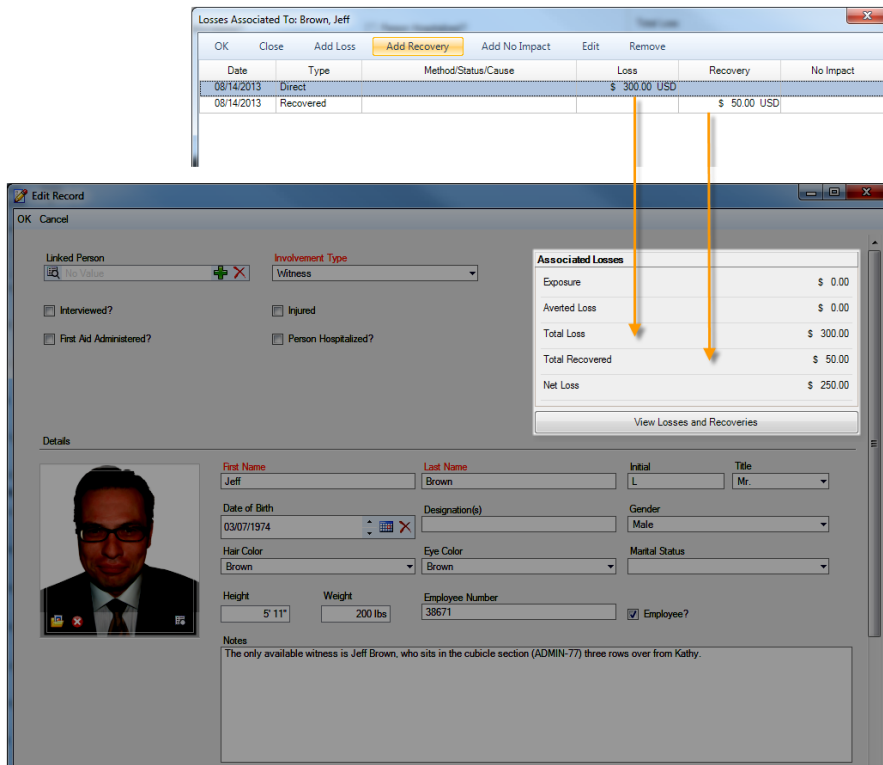 Losses Associated To: Brown, Jeff
OK Close Add Loss Add Recovery Add No Impact Edit Remove
Date Type Method/Status/Cause Loss Recovery No Impact
08/14/2013 Direct $ 300.00 USD
08/14/2013 Recovered $ 50.00 USD
Edit Record
OK Cancel
Linked Person Involvement Type
No Value Witness
Interviewed? Injured
First Aid Administered? Person Hospitalized?
Associated Losses
Exposure $ 0.00
Averted Loss $ 0.00
Total Loss $ 300.00
Total Recovered $ 50.00
Net Loss $ 250.00
View Losses and Recoveries
Details
First Name Last Name Initial Title
Jeff Brown L Mr.
Date of Birth Designation(s) Gender
03/07/1974 Male
Hair Color Eye Color Marital Status
Brown Brown
Height Weight Employee Number
5' 11" 200 lbs 38671 Employee?
Notes
The only available witness is Jeff Brown, who sits in the cubicle section (ADMIN-77) three rows over from Kathy.